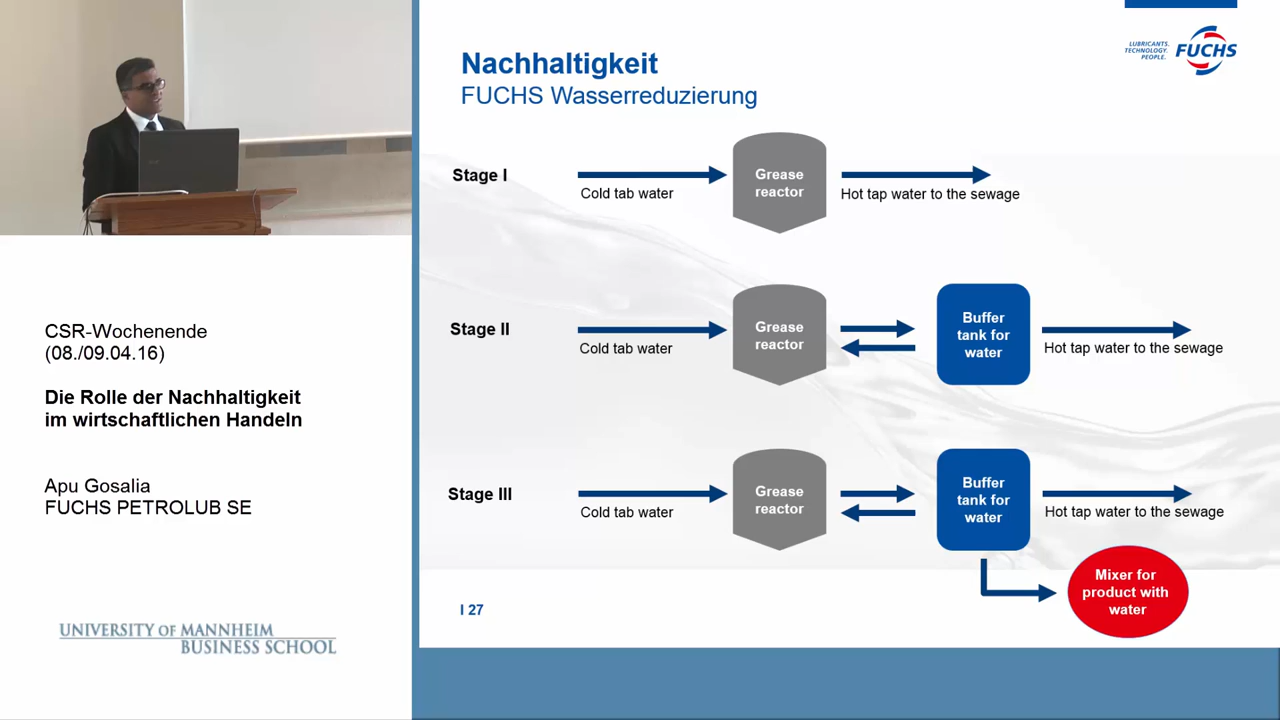 LUBRICANTS.
TECHNOLOGY.
PEOPLE.
FUCHS
Nachhaltigkeit
FUCHS Wasserreduzierung
Stage I
Cold tab water
Grease
reactor
Hot tap water to the sewage
Stage II
Cold tab water
Grease
reactor
Buffer
tank for
water
Hot tap water to the sewage
Stage III
Cold tab water
Grease
reactor
Buffer
tank for
water
Hot tap water to the sewage
Mixer for
product with
water
I 27
CSR-Wochenende
(08./09.04.16)
Die Rolle der Nachhaltigkeit
im wirtschaftlichen Handeln
Apu Gosalia
FUCHS PETROLUB SE
UNIVERSITY OF MANNHEIM
BUSINESS SCHOOL